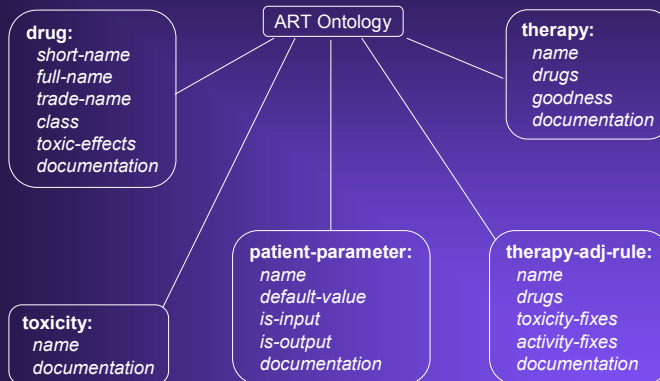 ART Ontology
drug:
short-name
full-name
trade-name
class
toxic-effects
documentation
therapy:
name
drugs
goodness
documentation
toxicity:
name
documentation
patient-parameter:
name
default-value
is-input
is-output
documentation
therapy-adj-rule:
name
drugs
toxicity-fixes
activity-fixes
documentation